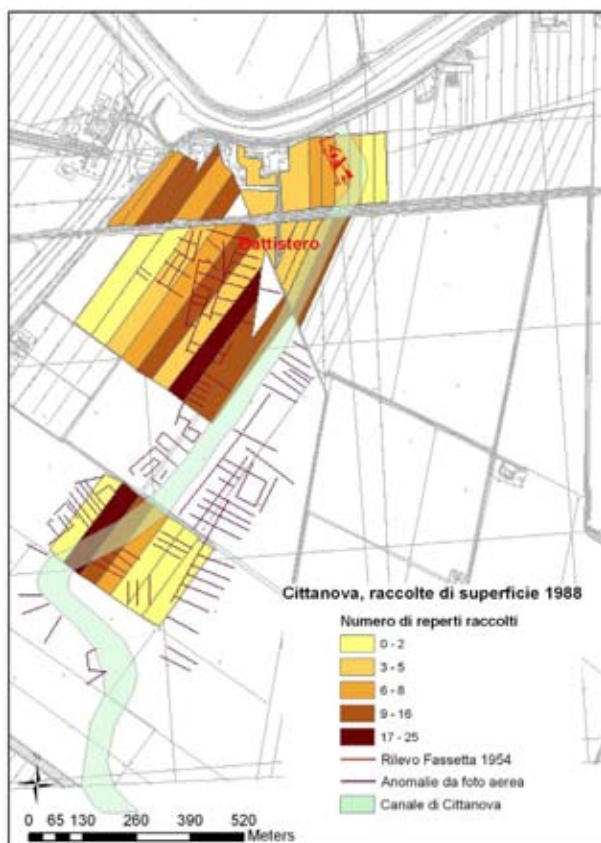 Battistero
Cittanova, raccolte di superficie 1988
Numero di reperti raccolti
0 - 2
3 - 5
6 - 8
9 - 16
17 - 25
Rilevo Fassetta 1954
Anomalie da foto aerea
Canale di Cittanova
0 65 130 260 390 520
Meters